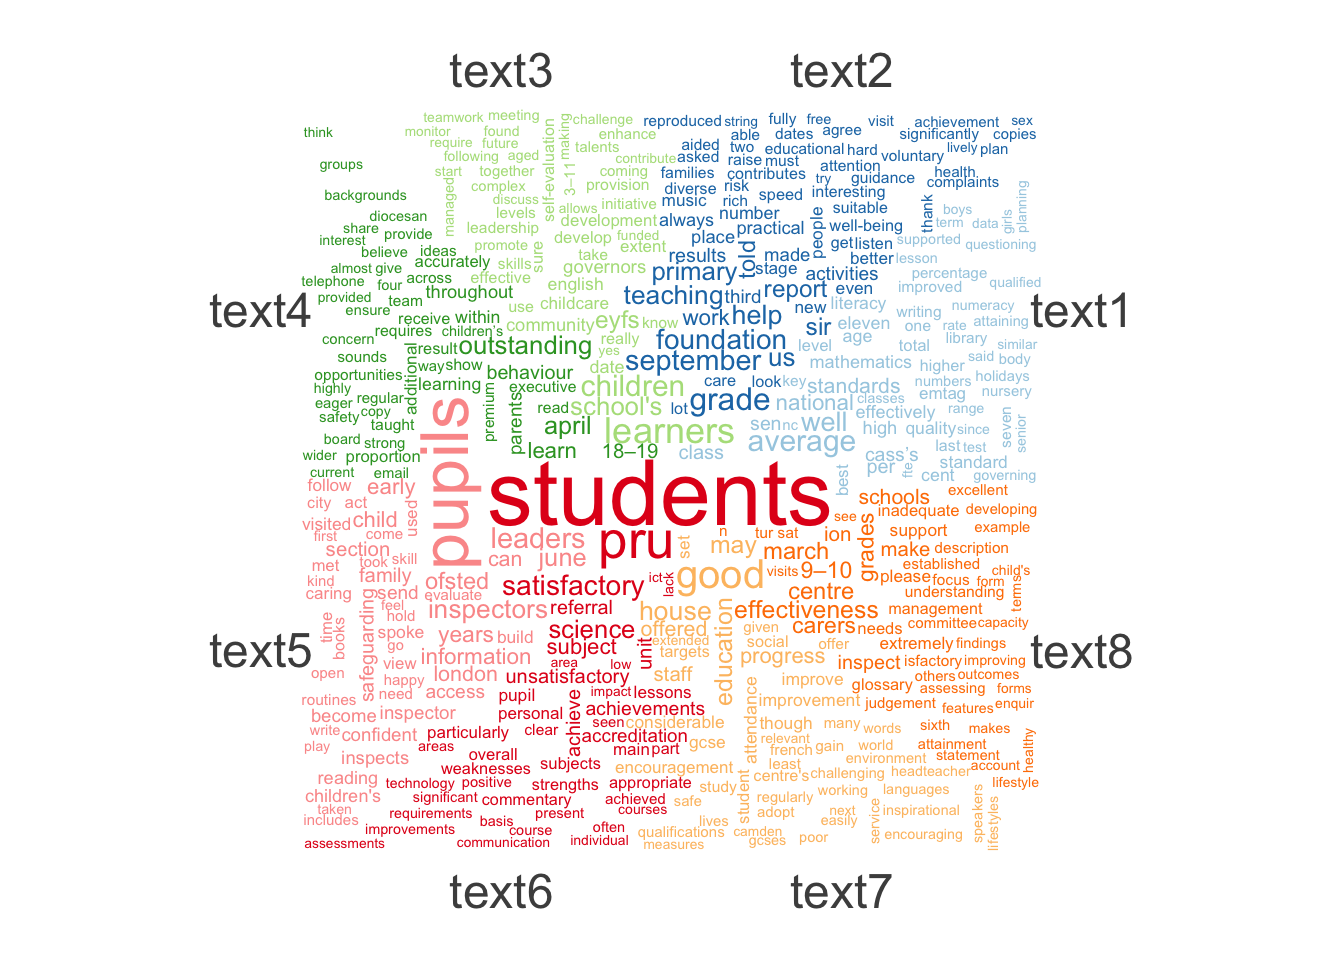 text3 text2
teamwork meeting challenge reproduced string fully free visit achievement sex
think monitor found enhance able dates agree significantly copies
require future talents aided two educational hard voluntary lively plan
following aged making contribute asked raise must attention
groups start together coming families contributes try guidance health
complex self-evaluation 3–11 provision diverse risk speed interesting complaints
backgrounds managed discuss allows initiative music rich suitable thank boys girls planning
diocesan levels development always number people well-being term data
share provide leadership place practical get listen supported questioning
interest believe ideas promote sure develop funded extent results told made better lesson
almost give accurately skills take governors primary stage activities percentage
telephone four across effective english teaching third report even improved qualified
provided team throughout use childcare literacy writing numeracy
text4 ensure receive within community eyfs know work help new sir eleven one rate attaining text1
requires children’s really foundation age library
concern result outstanding yes september us level total similar
sounds additional way show behaviour date mathematics higher said body
opportunities learning executive children care look key standards numbers holidays
highly regular premium read school's lot grade national classes emtag nursery
eager copy parents april sen nc well effectively range
safety taught pupils learners average high quality since seven senior
board strong learn 18–19 class cass’s last test
wider proportion per fte standard
current email students best cent governing
follow early schools excellent
city act used see inadequate developing
visited child leaders pru n tur sat ion grades support example
first come set may march make description
section can june established
met took skill good visits 9–10 please focus child's
kind family ofsted satisfactory ict lack centre form terms
caring send evaluate understanding
safeguarding feel inspectors referral house effectiveness management
time hold science offered education given carers needs committee capacity
books spoke years build unit extended social offer extremely findings
text5 go information subject targets progress inspect isfactory improving text8
view area low others outcomes
open happy london unsatisfactory staff improve glossary assessing forms
routines need access pupil impact lessons improvement judgement features enquir
become inspector personal achieve achievements attendance
write confident particularly clear seen considerable though many words sixth makes
play areas accreditation relevant attainment healthy
overall main part gcse french gain world statement
inspects weaknesses subjects encouragement least environment account
reading technology positive strengths appropriate student centre's challenging headteacher lifestyle
children's significant commentary achieved study regularly working languages
taken safe
includes requirements basis present courses lives adopt next service inspirational speakers lifestyles
improvements course often qualifications camden easily
assessments communication individual measures gcses poor encouraging
text6 text7